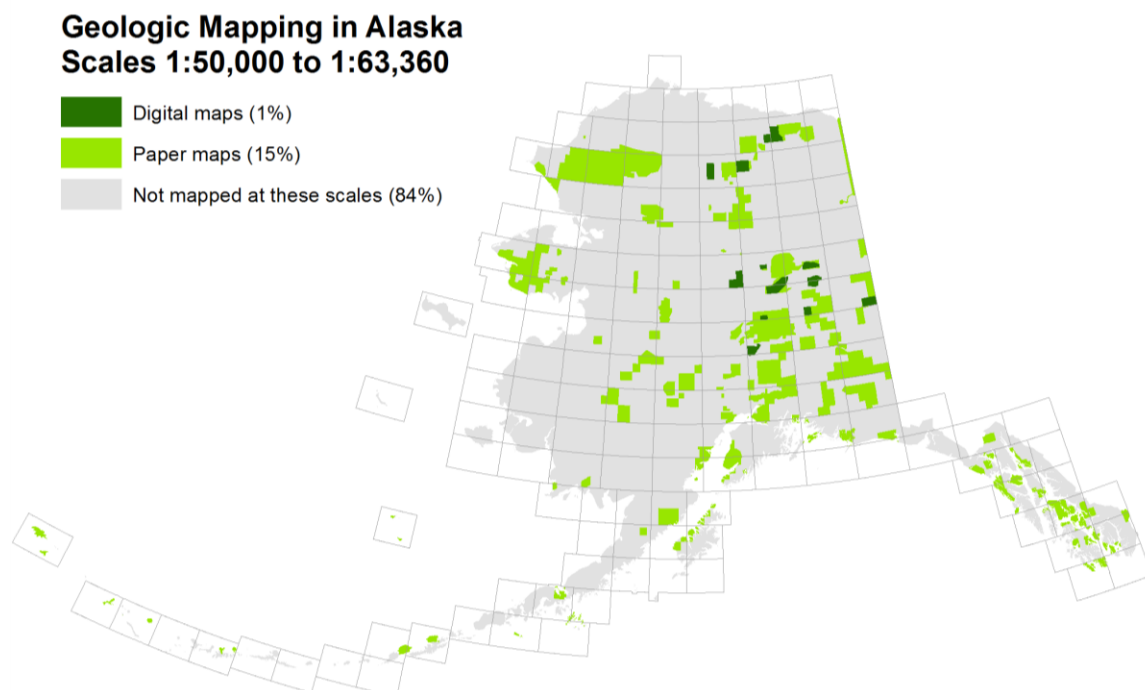 Geologic Mapping in Alaska
Scales 1:50,000 to 1:63,360
Digital maps (1%)
Paper maps (15%)
Not mapped at these scales (84%)